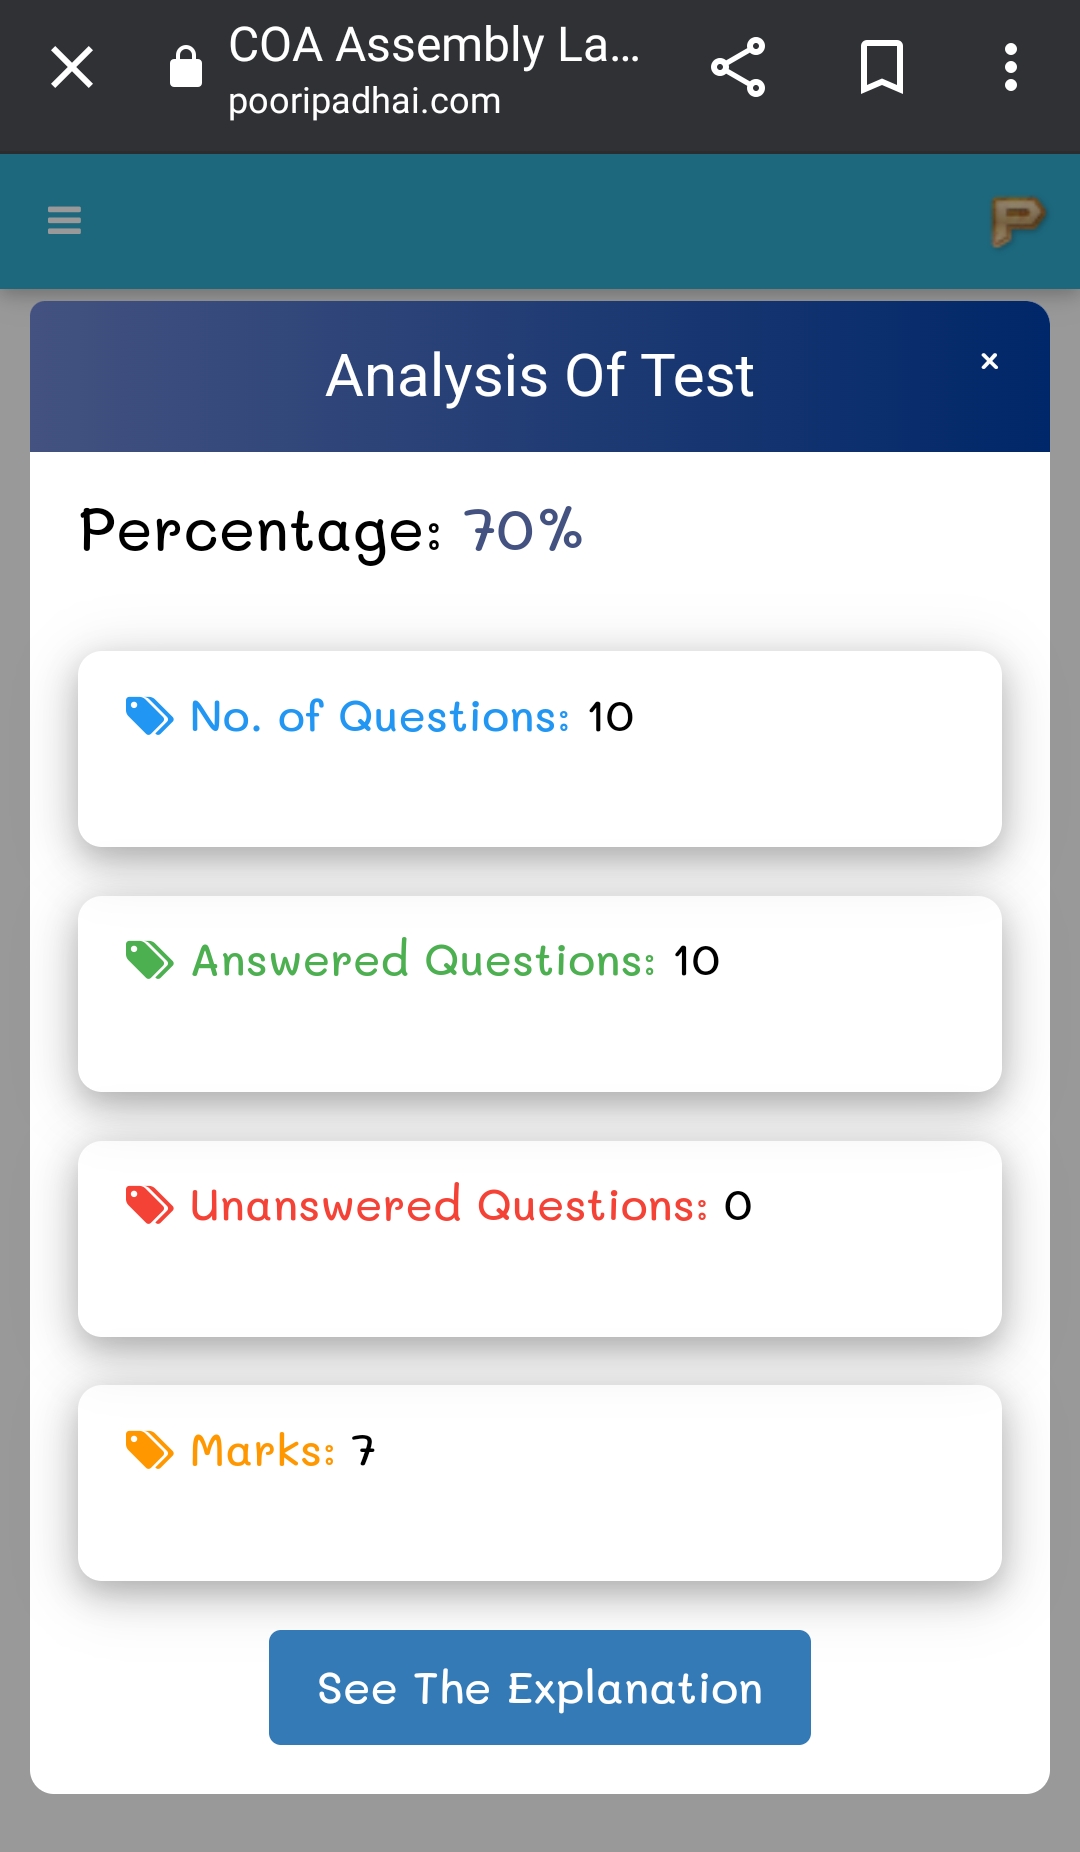 COA Assembly La...
pooripadhai.com
P
Analysis Of Test
×
Percentage: 70%
No. of Questions: 10
Answered Questions: 10
Unanswered Questions: 0
Marks: 7
See The Explanation